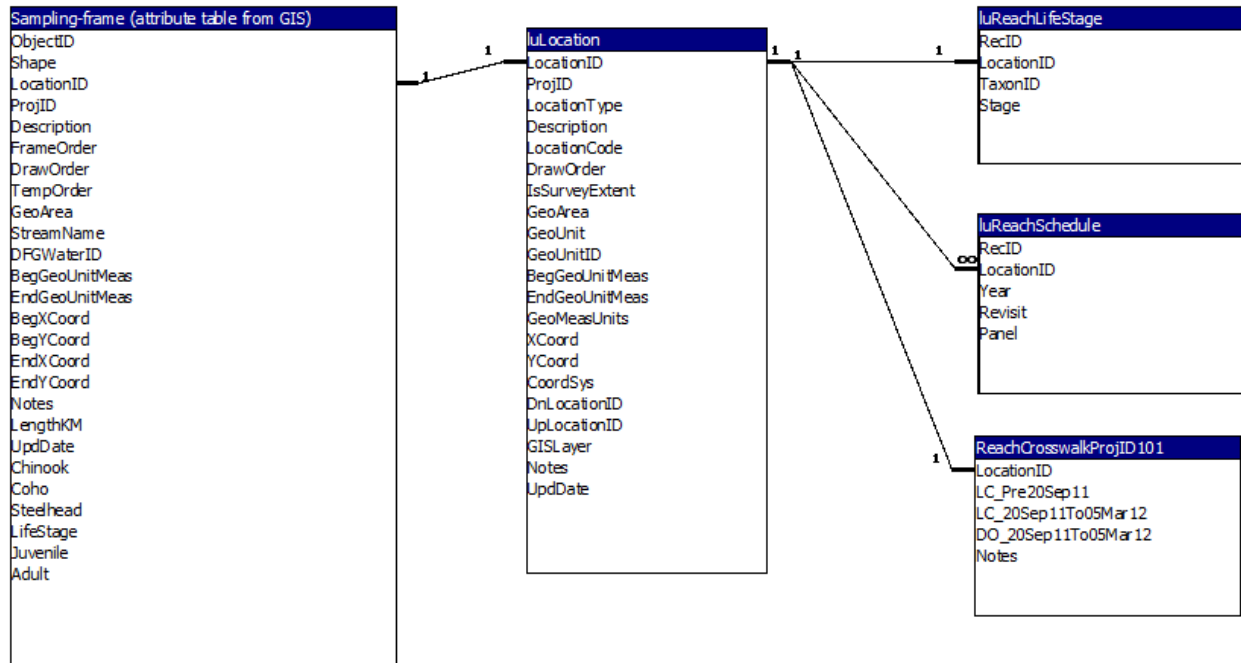 Sampling-frame (attribute table from GIS)
ObjectID
Shape
LocationID
ProjID
Description
FrameOrder
DrawOrder
TempOrder
GeoArea
StreamName
DFGWaterID
BegGeoUnitMeas
EndGeoUnitMeas
BegXCoord
BegYCoord
EndXCoord
EndYCoord
Notes
LengthKM
UpdDate
Chinook
Coho
Steelhead
LifeStage
Juvenile
Adult
1
1
luLocation
LocationID
ProjID
LocationType
Description
LocationCode
DrawOrder
IsSurveyExtent
GeoArea
GeoUnit
GeoUnitID
BegGeoUnitMeas
EndGeoUnitMeas
GeoMeasUnits
XCoord
YCoord
CoordSys
DnLocationID
UpLocationID
GISLayer
Notes
UpdDate
1 1
1
luReachLifeStage
RecID
LocationID
TaxonID
Stage
∞
luReachSchedule
RecID
LocationID
Year
Revisit
Panel
1
ReachCrosswalkProjID101
LocationID
LC_Pre20Sep11
LC_20Sep11To05Mar12
DO_20Sep11To05Mar12
Notes